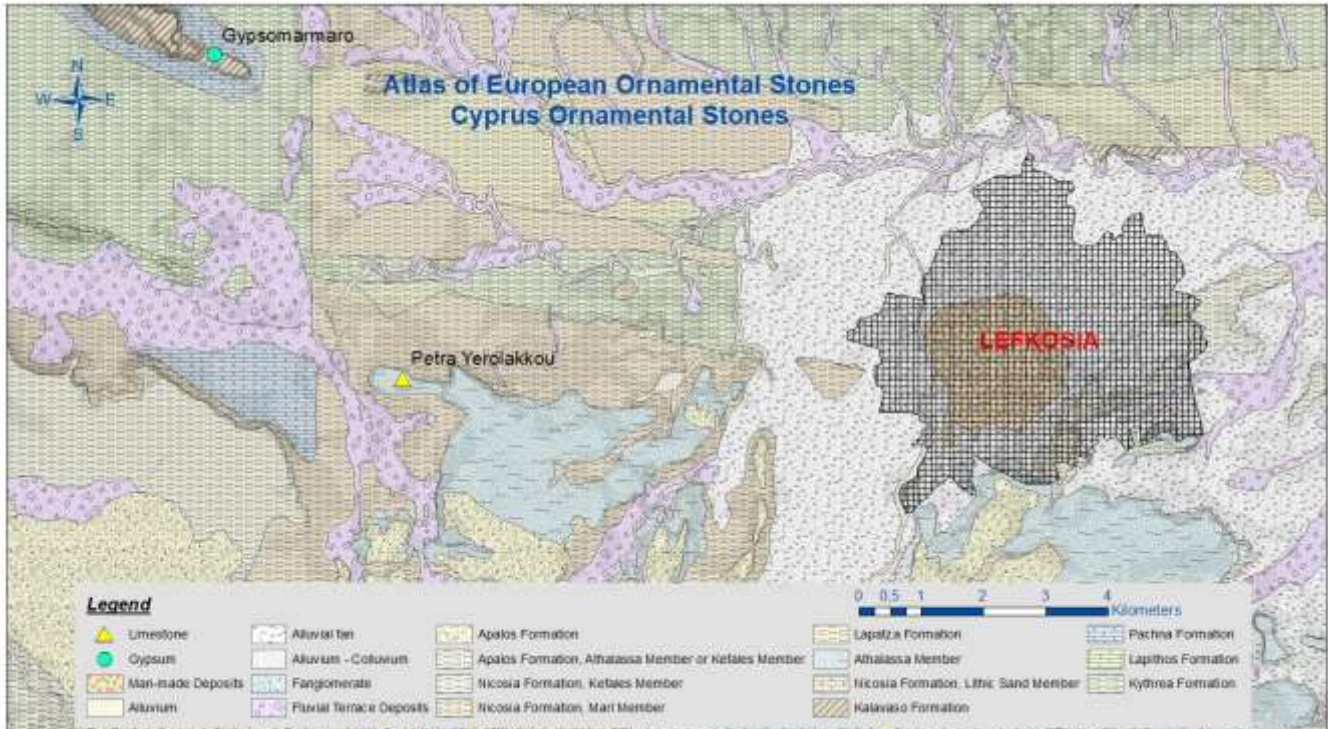 Gypsomarmaro
N
W E
S
Atlas of European Ornamental Stones
Cyprus Ornamental Stones
LEFKOSIA
Petra Yerolakkou
Legend
0 0.5 1 2 3 4
Kilometers
Limestone
Gypsum
Man-made Deposits
Alluvium
Alluvial fan
Alluvium - Colluvium
Fanglomerate
Fluvial Terrace Deposits
Apalos Formation
Apalos Formation, Athalassa Member or Kefales Member
Nicosia Formation, Kefales Member
Nicosia Formation, Marl Member
Lapatza Formation
Athalassa Member
Nicosia Formation, Lithic Sand Member
Kalavaso Formation
Pachna Formation
Lapithos Formation
Kythrea Formation